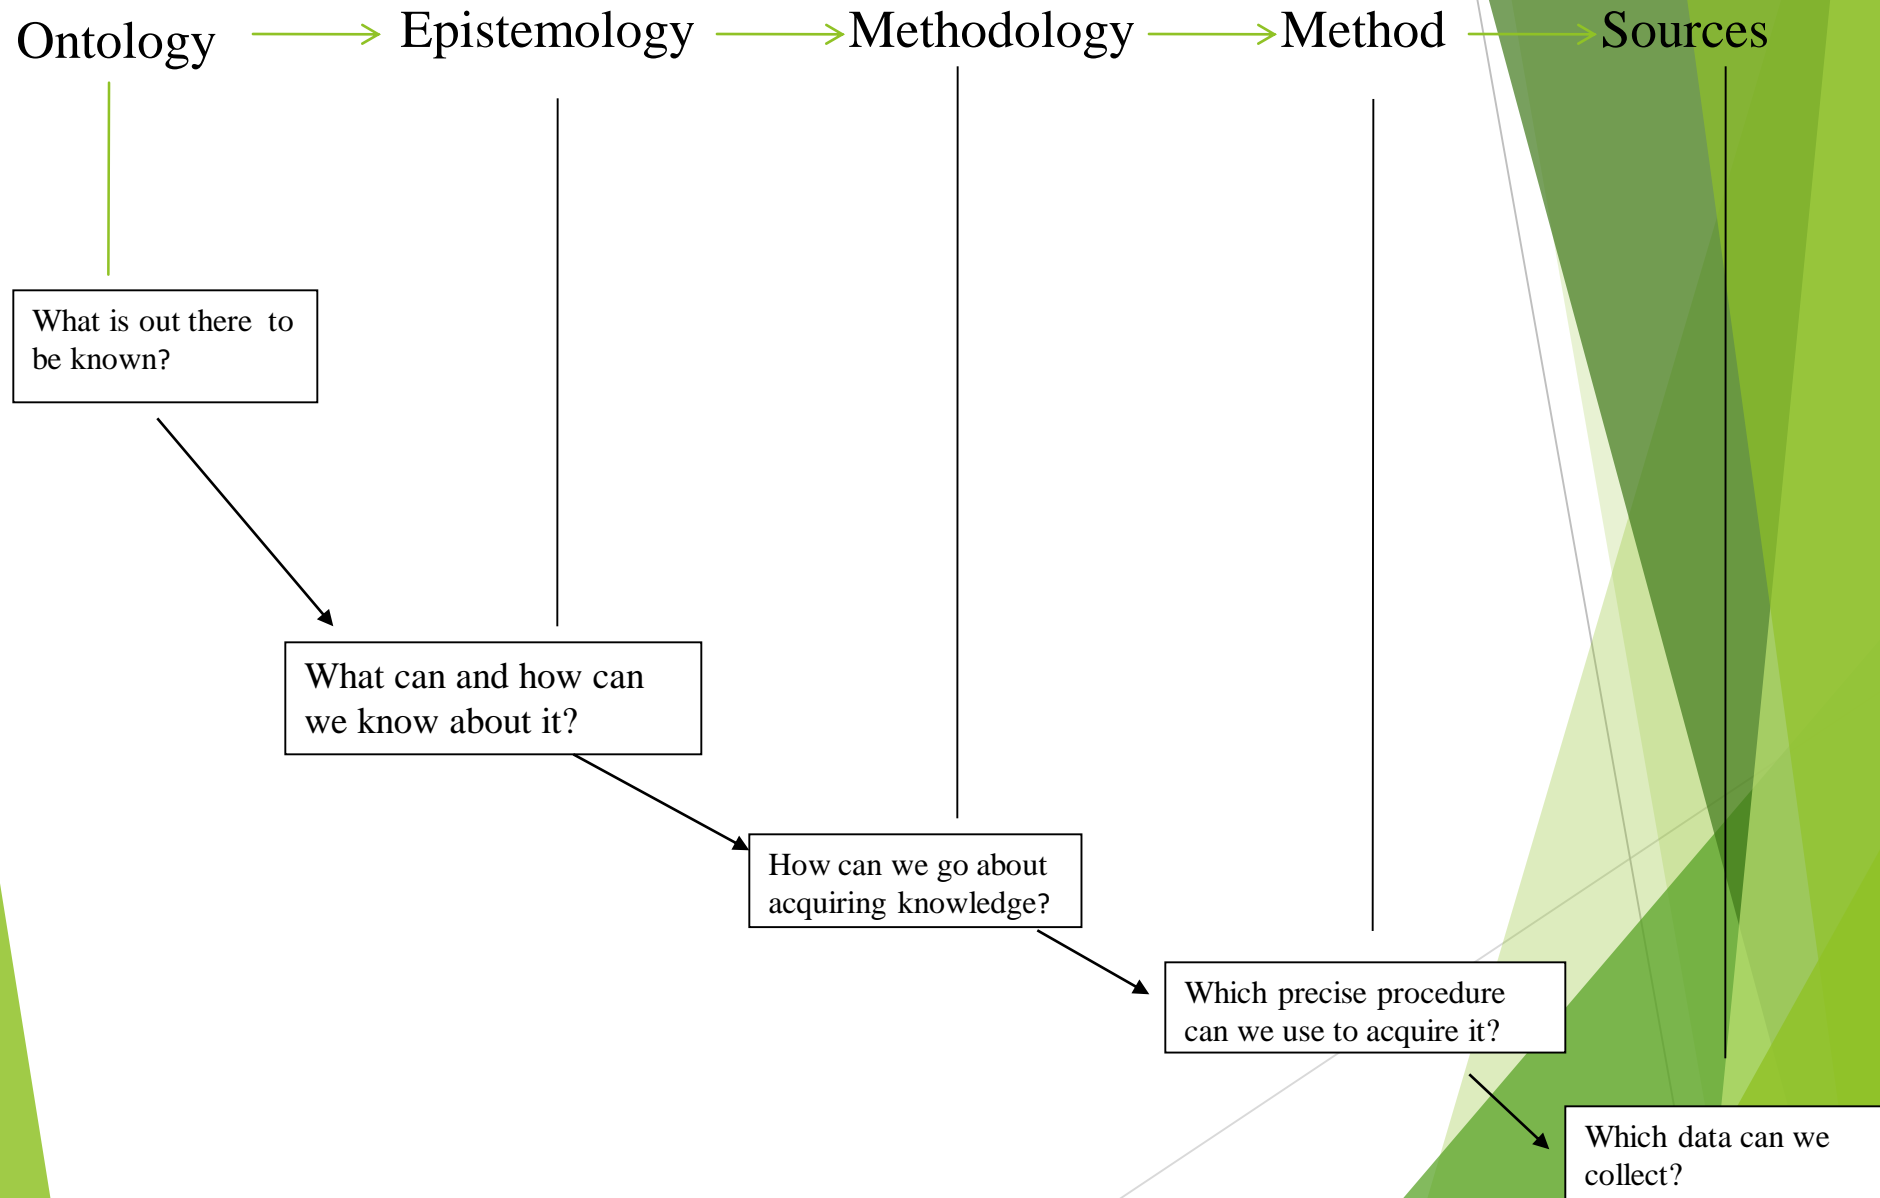 Ontology
Epistemology
Methodology
Method
Sources
What is out there to
be known?
What can and how can
we know about it?
How can we go about
acquiring knowledge?
Which precise procedure
can we use to acquire it?
Which data can we
collect?